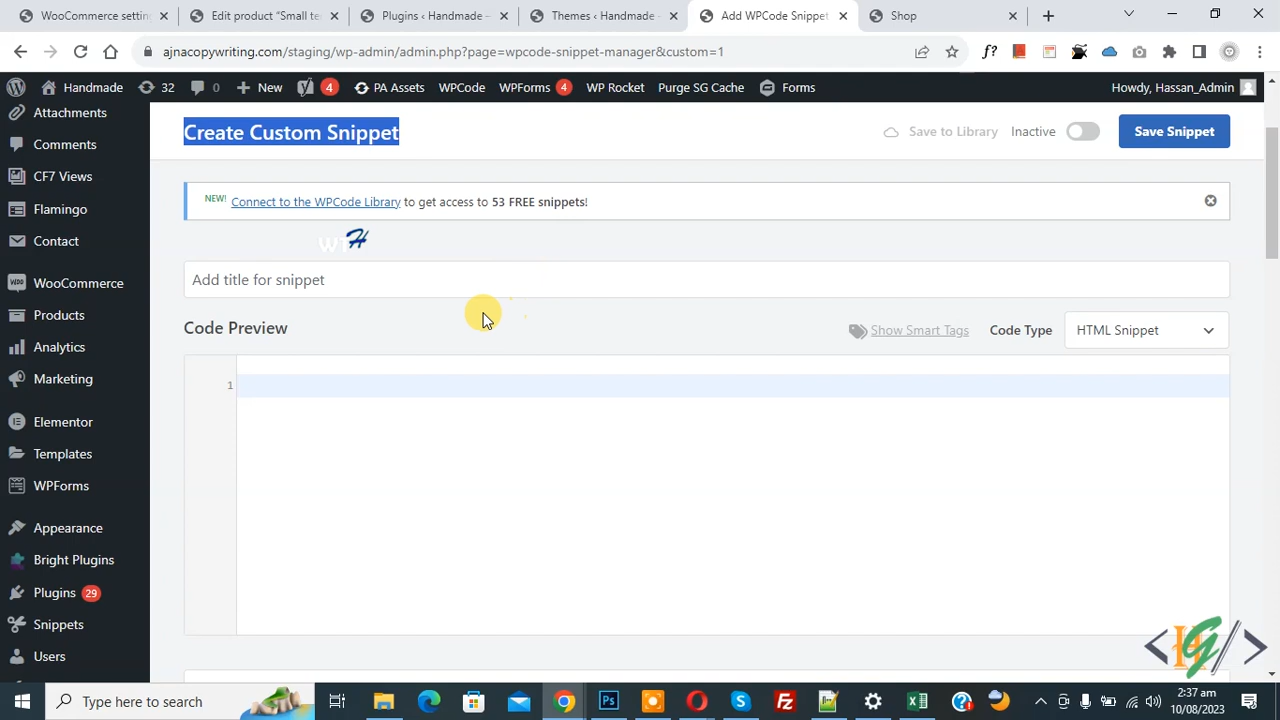 WooCommerce settin
Edit product “Small te
Plugins ‹ Handmade —
Themes ‹ Handmade -
Add WPCode Snippet
Shop
ajnacopywriting.com/staging/wp-admin/admin.php?page=wpcode-snippet-manager&custom=1
f?
Handmade
32
0
New
4
PA Assets
WPCode
WPForms 4
WP Rocket
Purge SG Cache
Forms
Howdy, Hassan_Admin
Attachments
Comments
CF7 Views
Flamingo
Contact
WooCommerce
Products
Analytics
Marketing
Elementor
Templates
WPForms
Appearance
Bright Plugins
Plugins 29
Snippets
Users
Create Custom Snippet
Save to Library
Inactive
Save Snippet
NEW! Connect to the WPCode Library to get access to 53 FREE snippets!
WTH
Add title for snippet
Code Preview
Show Smart Tags
Code Type
HTML Snippet
1
<HG/>
Type here to search
2:37 am
10/08/2023